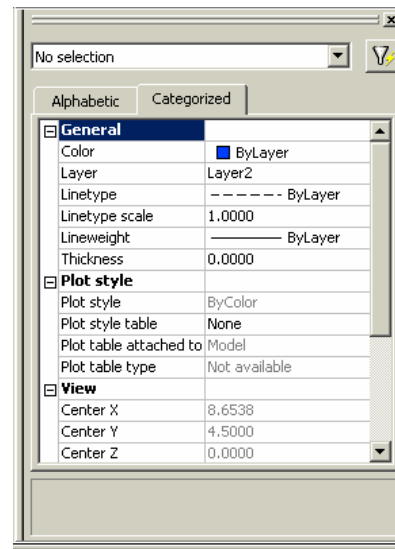 No selection
Alphabetic Categorized
General
Color ByLayer
Layer Layer2
Linetype ByLayer
Linetype scale 1.0000
Lineweight ByLayer
Thickness 0.0000
Plot style
Plot style ByColor
Plot style table None
Plot table attached to Model
Plot table type Not available
View
Center X 8.6538
Center Y 4.5000
Center Z 0.0000